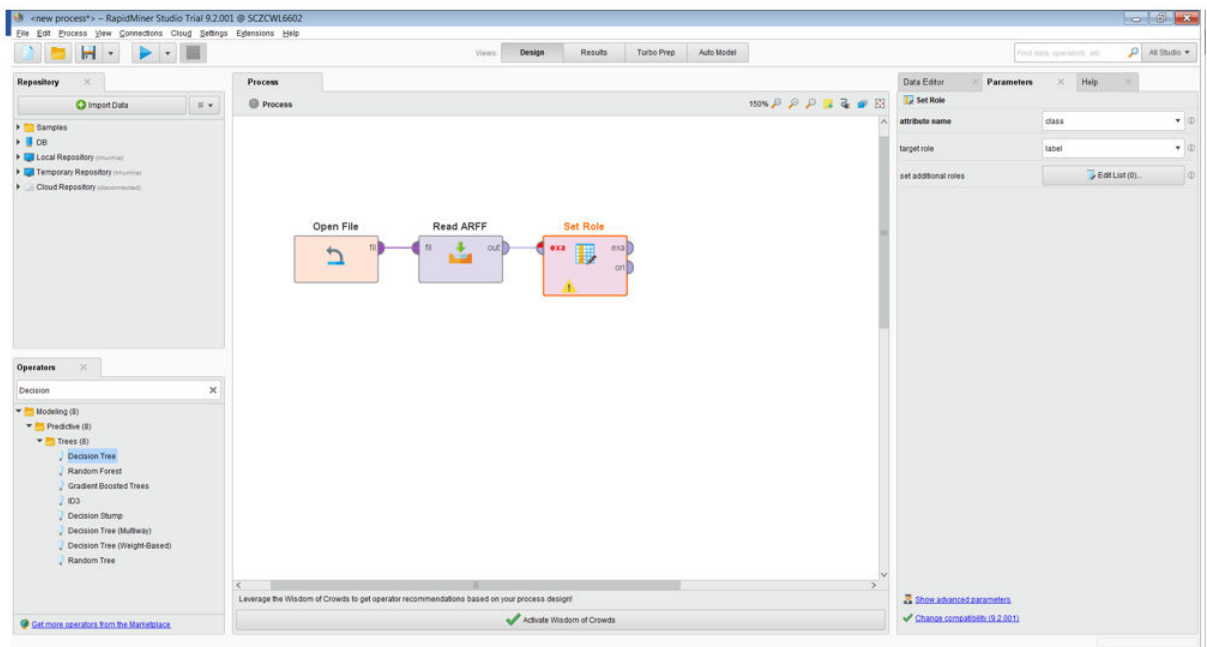 <new process*> – RapidMiner Studio Trial 9.2.001 @ SCZCWL6602
File Edit Process View Connections Cloud Settings Extensions Help
Views: Design Results Turbo Prep Auto Model
Find data, operators...etc
All Studio
Repository
Import Data
Samples
DB
Local Repository
Temporary Repository
Cloud Repository (disconnected)
Operators
Decision
Modeling (8)
Predictive (8)
Trees (8)
Decision Tree
Random Forest
Gradient Boosted Trees
ID3
Decision Stump
Decision Tree (Multiway)
Decision Tree (Weight-Based)
Random Tree
Get more operators from the Marketplace
Process
Process
150%
Open File
fil
Read ARFF
fil out
Set Role
exa exa
ori
Leverage the Wisdom of Crowds to get operator recommendations based on your process design!
Activate Wisdom of Crowds
Data Editor Parameters Help
Set Role
attribute name class
target role label
set additional roles Edit List (0)...
Show advanced parameters
Change compatibility (9.2.001)